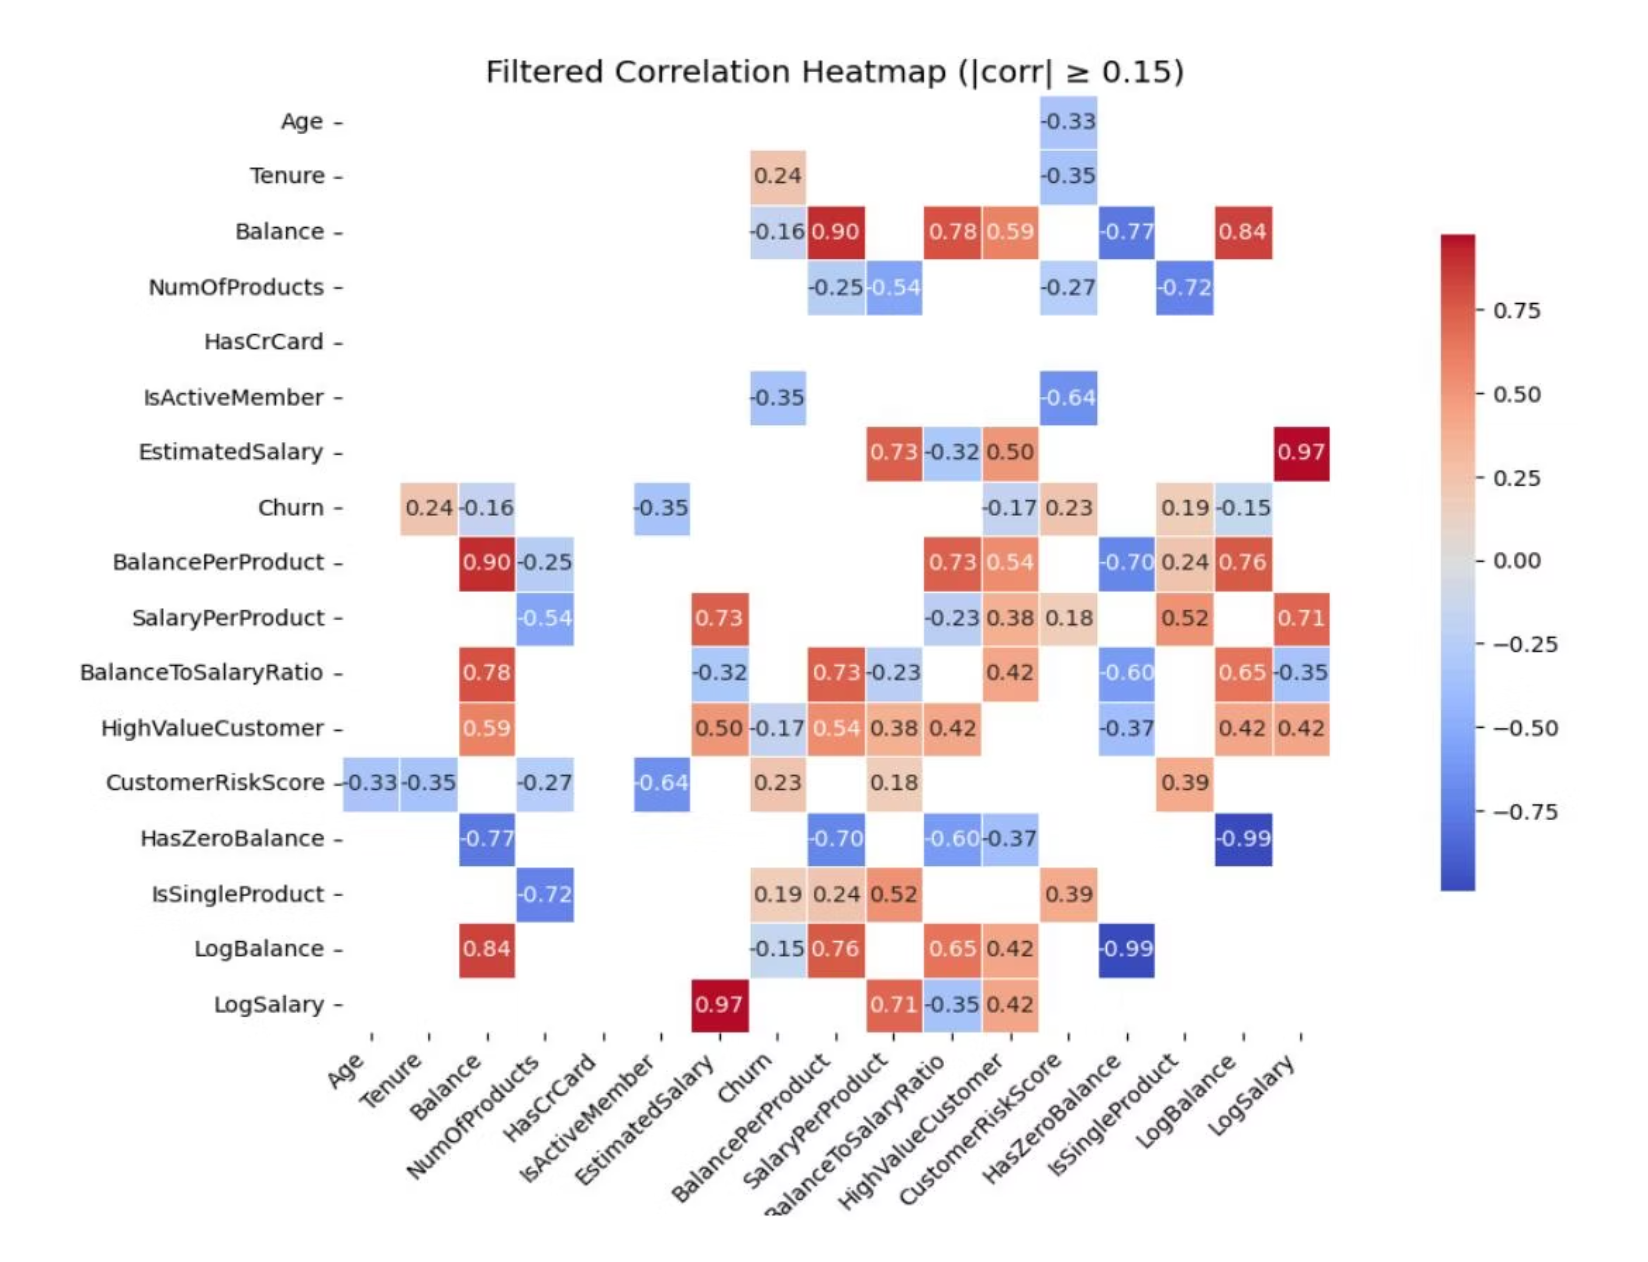 Filtered Correlation Heatmap (|corr| ≥ 0.15)
Age -0.33
Tenure 0.24 -0.35
Balance -0.16 0.90 0.78 0.59 -0.77 0.84
NumOfProducts -0.25 -0.54 -0.27 -0.72
HasCrCard
IsActiveMember -0.35 -0.64
EstimatedSalary 0.73 -0.32 0.50 0.97
Churn 0.24 -0.16 -0.35 -0.17 0.23 0.19 -0.15
BalancePerProduct 0.90 -0.25 0.73 0.54 -0.70 0.24 0.76
SalaryPerProduct -0.54 0.73 -0.23 0.38 0.18 0.52 0.71
BalanceToSalaryRatio 0.78 -0.32 0.73 -0.23 0.42 -0.60 0.65 -0.35
HighValueCustomer 0.59 0.50 -0.17 0.54 0.38 0.42 -0.37 0.42 0.42
CustomerRiskScore -0.33 -0.35 -0.27 -0.64 0.23 0.18 0.39
HasZeroBalance -0.77 -0.70 -0.60 -0.37 -0.99
IsSingleProduct -0.72 0.19 0.24 0.52 0.39
LogBalance 0.84 -0.15 0.76 0.65 0.42 -0.99
LogSalary 0.97 0.71 -0.35 0.42
Age
Tenure
Balance
NumOfProducts
HasCrCard
IsActiveMember
EstimatedSalary
Churn
BalancePerProduct
SalaryPerProduct
BalanceToSalaryRatio
HighValueCustomer
CustomerRiskScore
HasZeroBalance
IsSingleProduct
LogBalance
LogSalary
0.75
0.50
0.25
0.00
−0.25
−0.50
−0.75